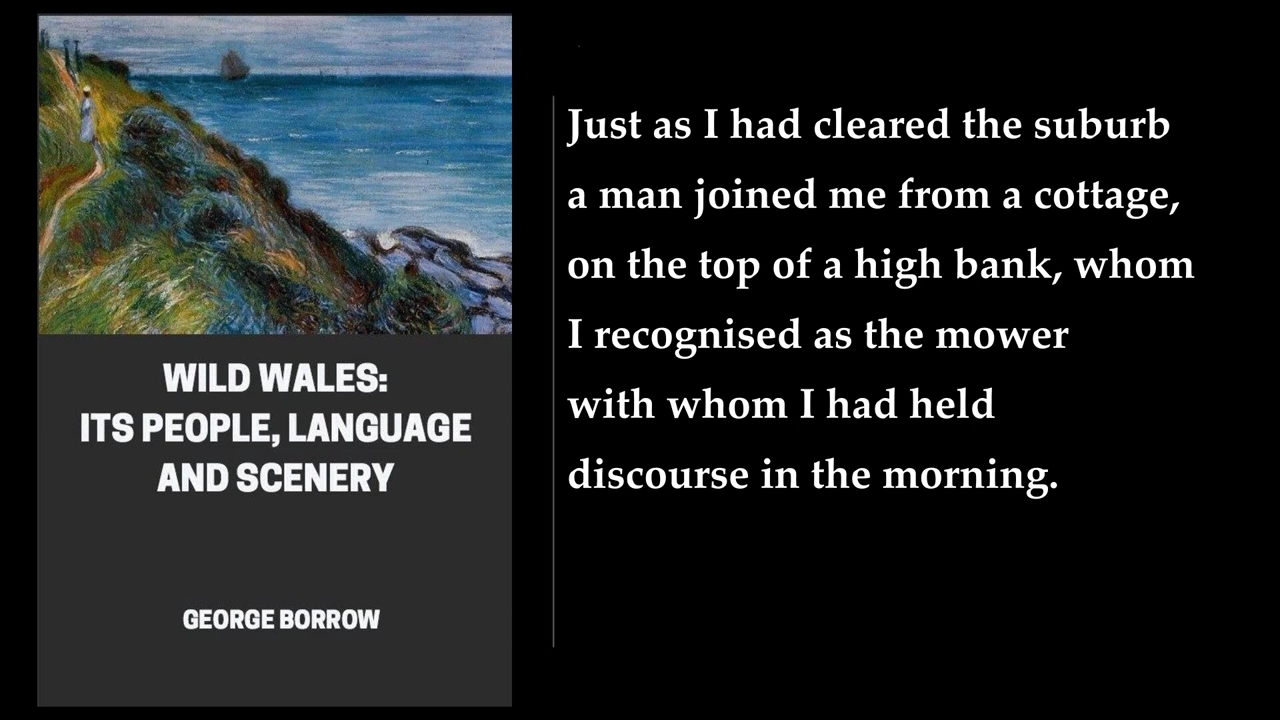 WILD WALES:
ITS PEOPLE, LANGUAGE
AND SCENERY
GEORGE BORROW
Just as I had cleared the suburb
a man joined me from a cottage,
on the top of a high bank, whom
I recognised as the mower
with whom I had held
discourse in the morning.